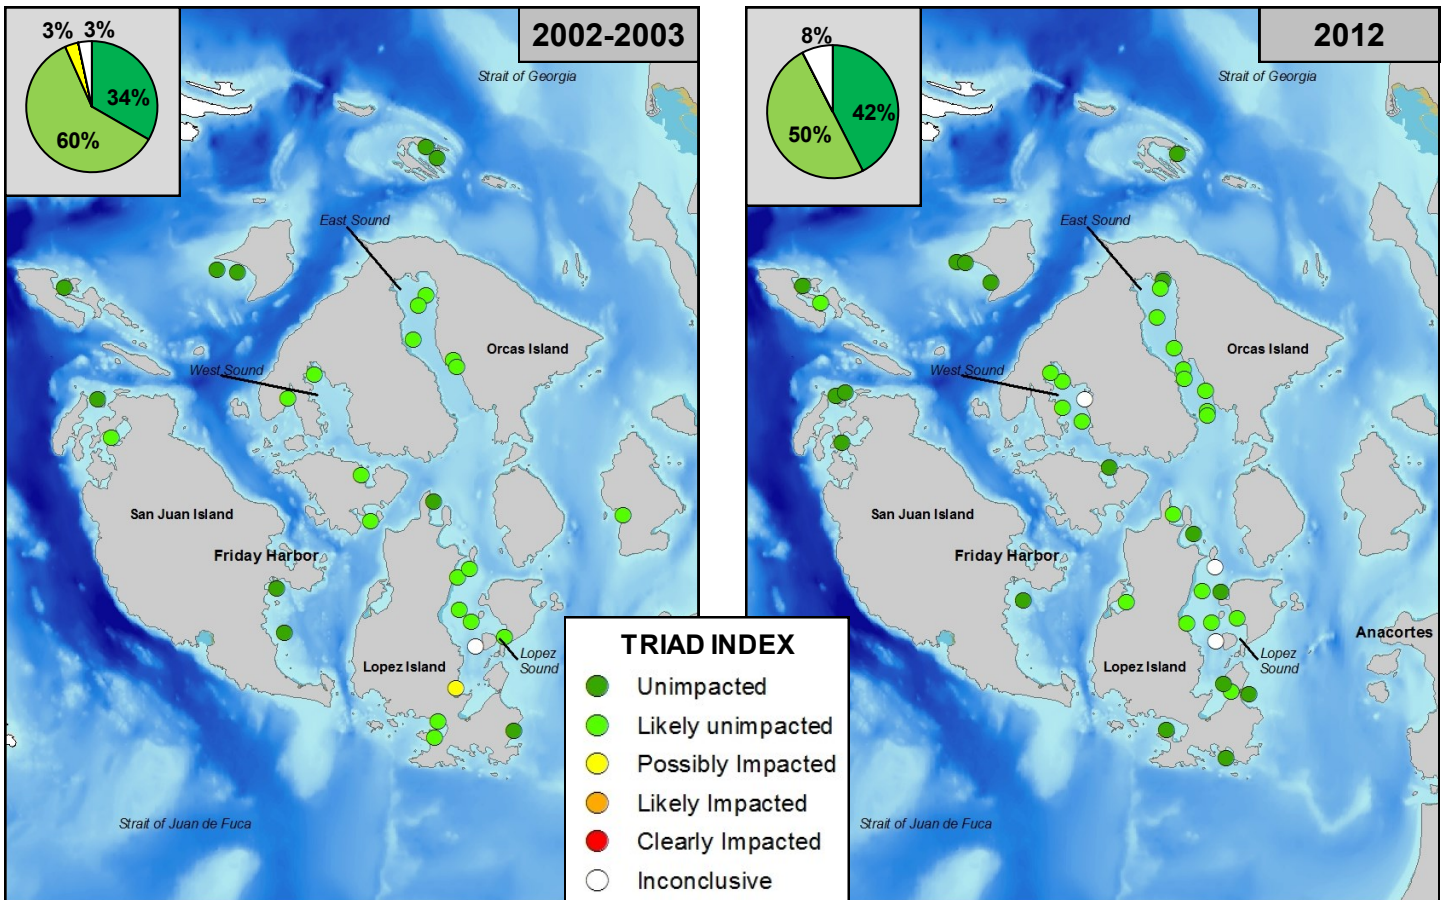 3% 3%
34%
60%
2002-2003
Strait of Georgia
East Sound
Orcas Island
West Sound
San Juan Island
Friday Harbor
Lopez Island
Lopez
Sound
Strait of Juan de Fuca
8%
42%
50%
2012
Strait of Georgia
East Sound
Orcas Island
West Sound
San Juan Island
Friday Harbor
Anacortes
Lopez Island
Lopez
Sound
Strait of Juan de Fuca
TRIAD INDEX
Unimpacted
Likely unimpacted
Possibly Impacted
Likely Impacted
Clearly Impacted
Inconclusive